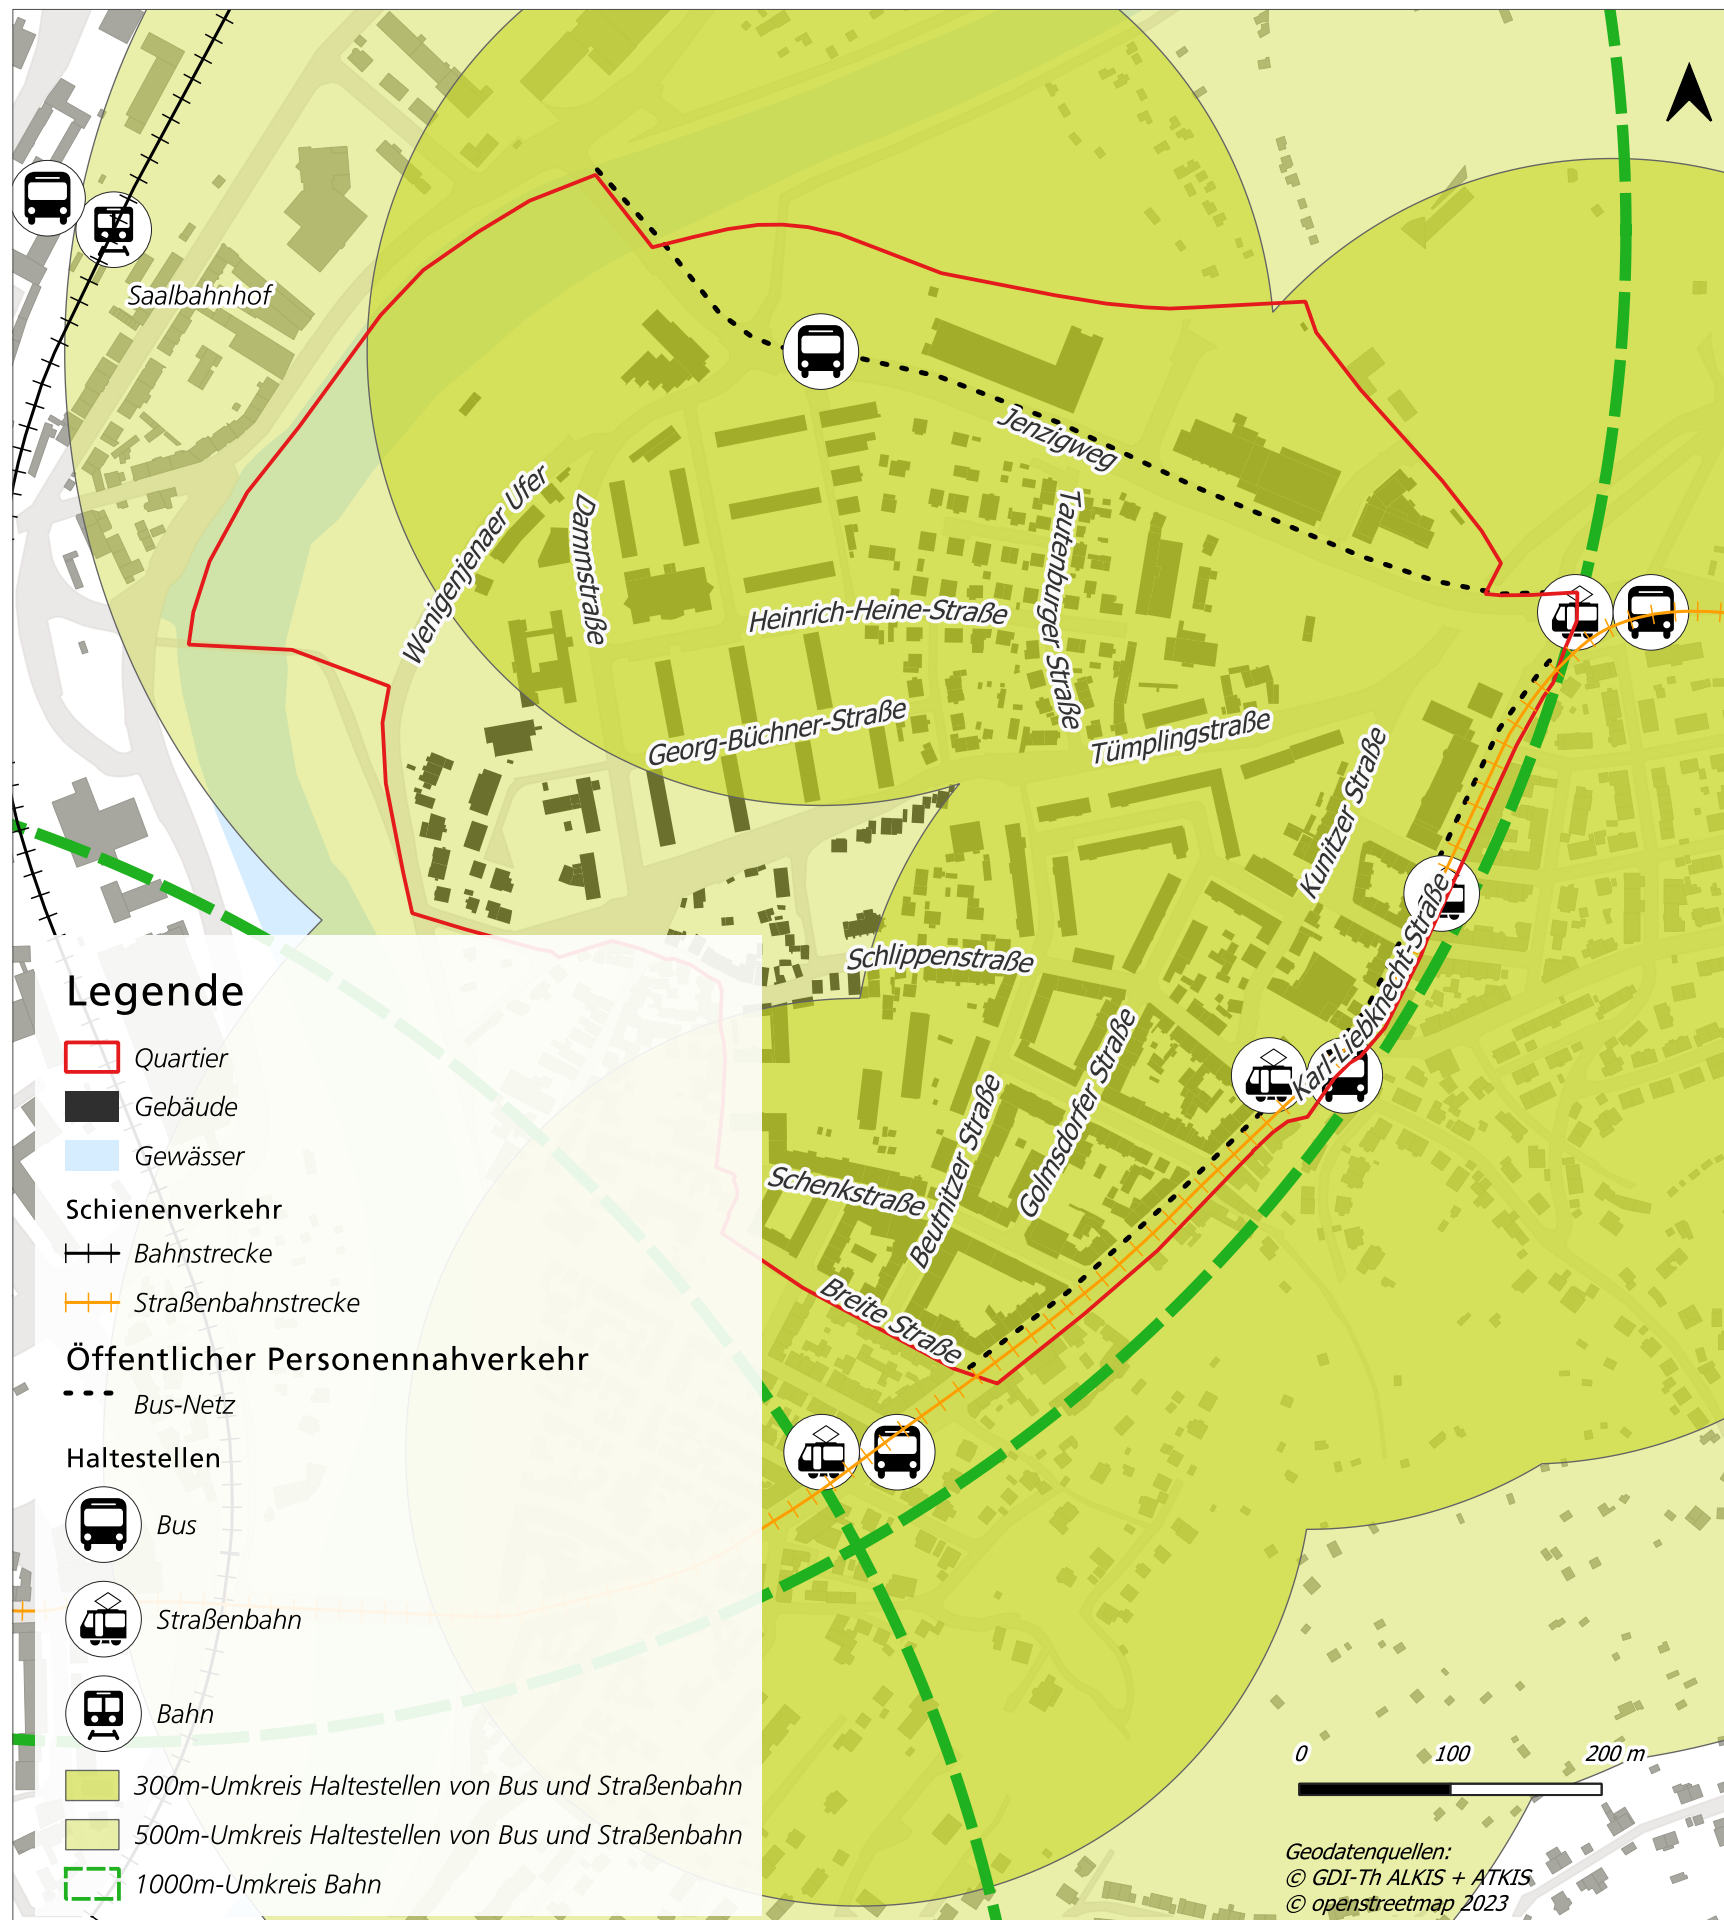 Saalbahnhof
Jenzigweg
Wenigenjenaer Ufer
Dammstraße
Tautenburger Straße
Heinrich-Heine-Straße
Georg-Büchner-Straße
Tümplingstraße
Kunitzer Straße
Karl-Liebknecht-Straße
Schlippenstraße
Golmsdorfer Straße
Beutnitzer Straße
Schenkstraße
Breite Straße
Legende
Quartier
Gebäude
Gewässer
Schienenverkehr
Bahnstrecke
Straßenbahnstrecke
Öffentlicher Personennahverkehr
Bus-Netz
Haltestellen
Bus
Straßenbahn
Bahn
300m-Umkreis Haltestellen von Bus und Straßenbahn
500m-Umkreis Haltestellen von Bus und Straßenbahn
1000m-Umkreis Bahn
0 100 200 m
Geodatenquellen:
© GDI-Th ALKIS + ATKIS
© openstreetmap 2023